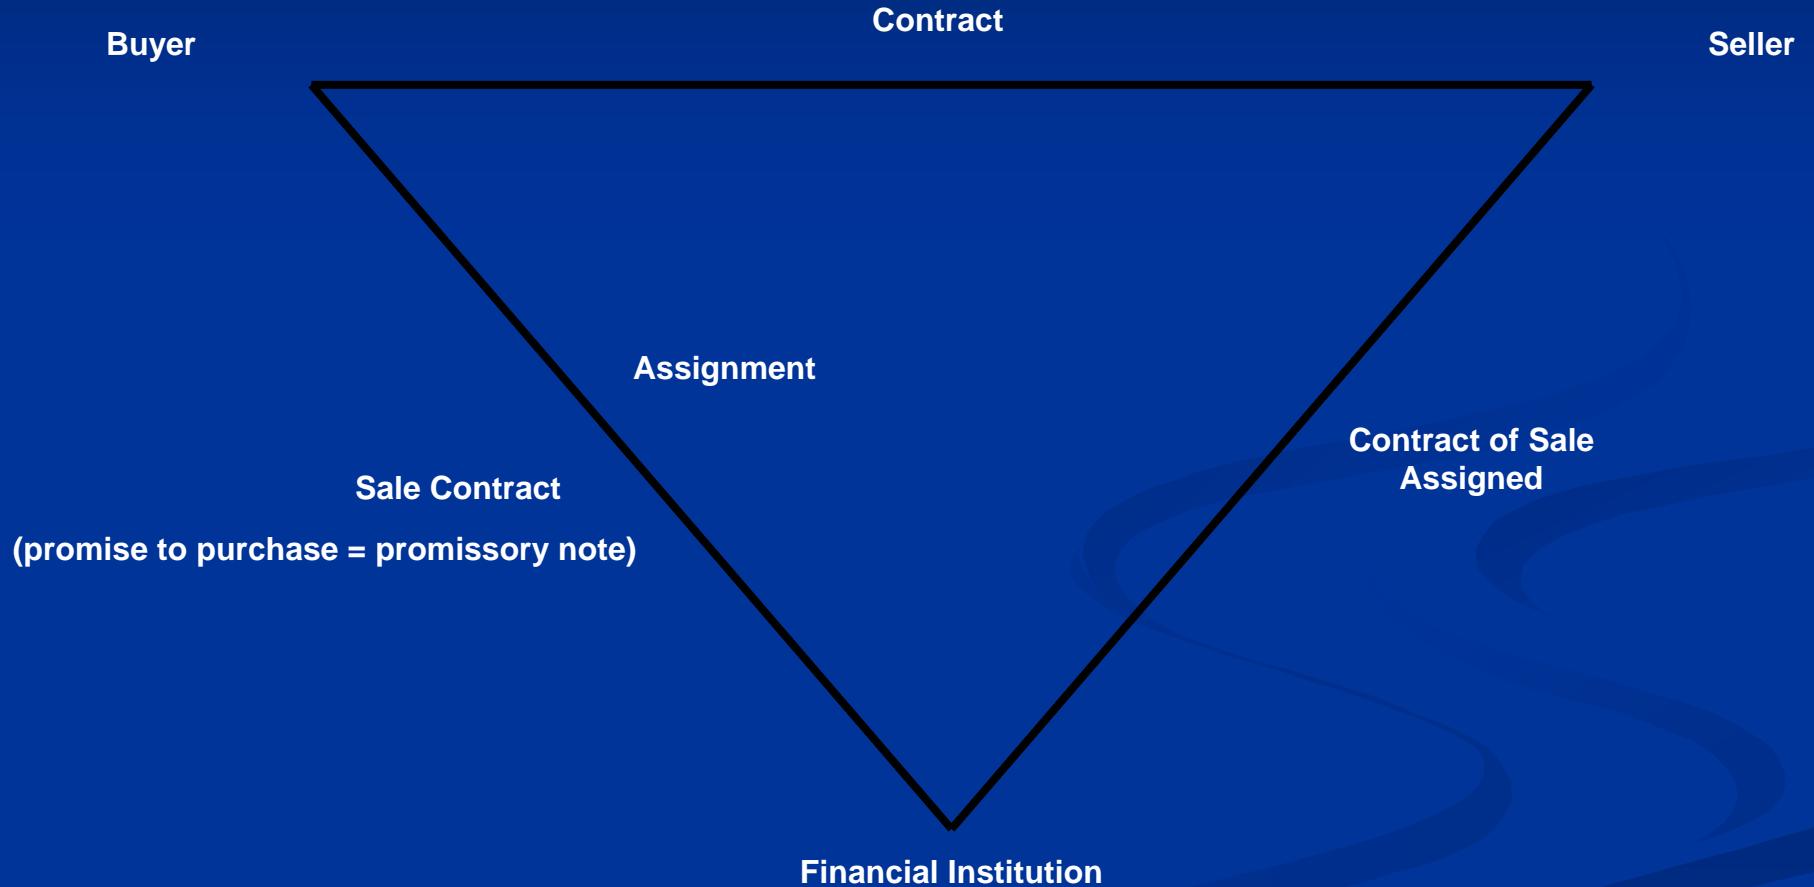 Contract
Buyer
Seller
Assignment
Contract of Sale
Assigned
Sale Contract
(promise to purchase = promissory note)
Financial Institution